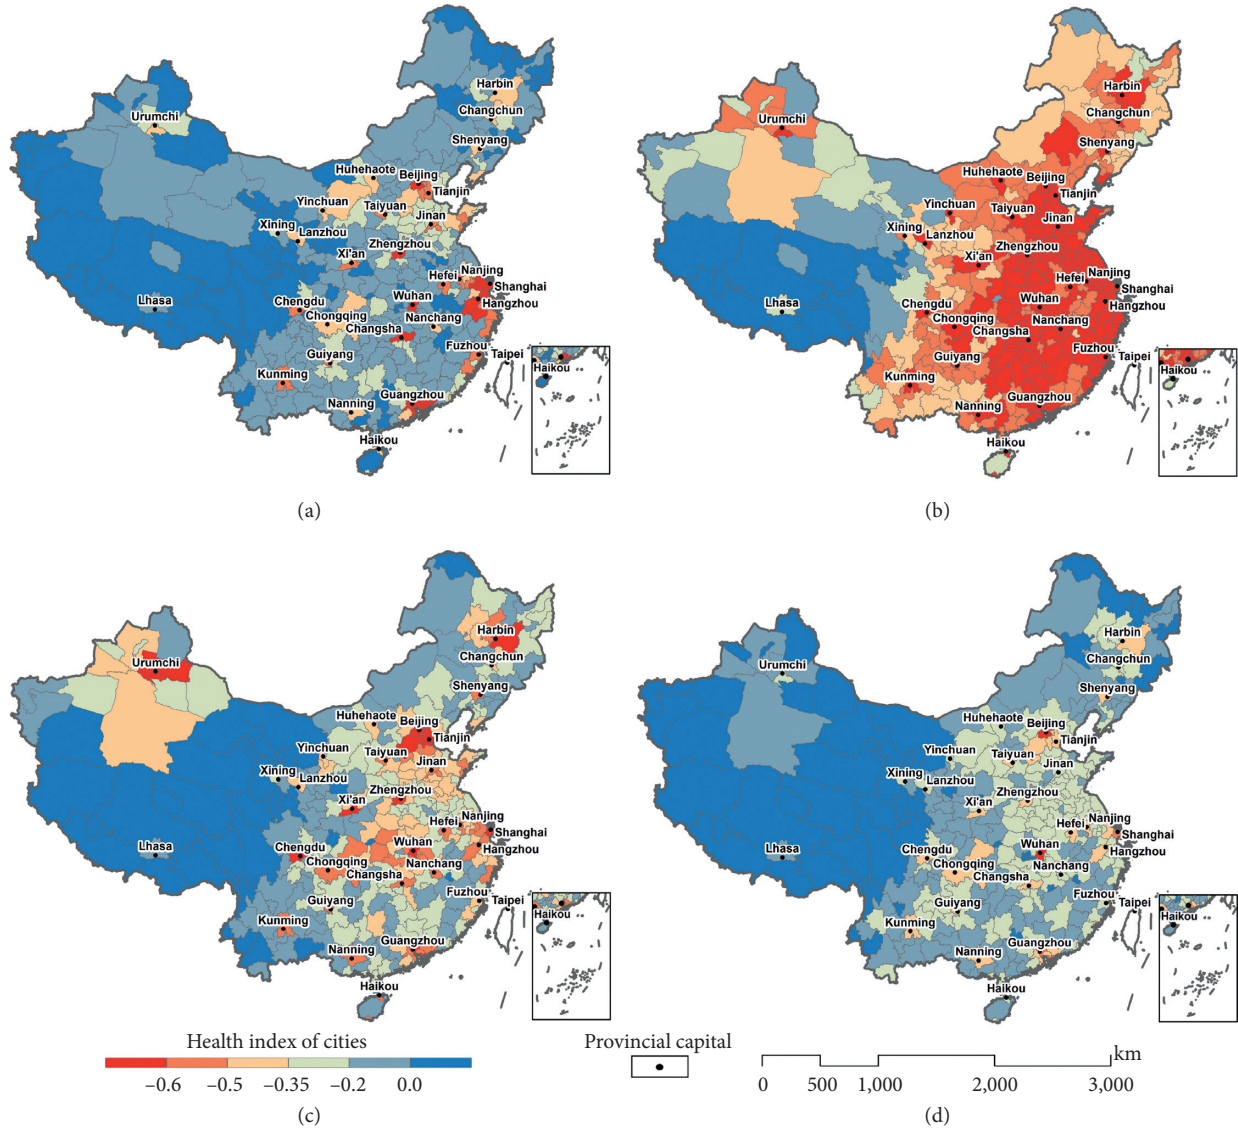 Harbin
Changchun
Urumchi
Shenyang
Huhehaote
Beijing
Tianjin
Yinchuan
Taiyuan
Jinan
Xining
Lanzhou
Zhengzhou
Xi'an
Hefei
Nanjing
Shanghai
Lhasa
Chengdu
Wuhan
Hangzhou
Chongqing
Nanchang
Changsha
Fuzhou
Guiyang
Taipei
Haikou
Kunming
Guangzhou
Nanning
Haikou
(a)
Harbin
Changchun
Urumchi
Shenyang
Huhehaote
Beijing
Tianjin
Yinchuan
Taiyuan
Jinan
Xining
Lanzhou
Zhengzhou
Xi'an
Hefei
Nanjing
Shanghai
Lhasa
Chengdu
Wuhan
Hangzhou
Chongqing
Nanchang
Changsha
Fuzhou
Guiyang
Taipei
Haikou
Kunming
Guangzhou
Nanning
Haikou
(b)
Harbin
Changchun
Urumchi
Shenyang
Huhehaote
Beijing
Tianjin
Yinchuan
Taiyuan
Jinan
Xining
Lanzhou
Zhengzhou
Xi'an
Hefei
Nanjing
Shanghai
Lhasa
Chengdu
Wuhan
Hangzhou
Chongqing
Nanchang
Changsha
Fuzhou
Guiyang
Taipei
Haikou
Kunming
Guangzhou
Nanning
Haikou
Health index of cities
−0.6 −0.5 −0.35 −0.2 0.0
(c)
Harbin
Changchun
Urumchi
Shenyang
Huhehaote
Beijing
Tianjin
Yinchuan
Taiyuan
Jinan
Xining
Lanzhou
Zhengzhou
Xi'an
Hefei
Nanjing
Shanghai
Lhasa
Chengdu
Wuhan
Hangzhou
Chongqing
Nanchang
Changsha
Fuzhou
Guiyang
Taipei
Haikou
Kunming
Guangzhou
Nanning
Haikou
Provincial capital
km
0 500 1,000 2,000 3,000
(d)